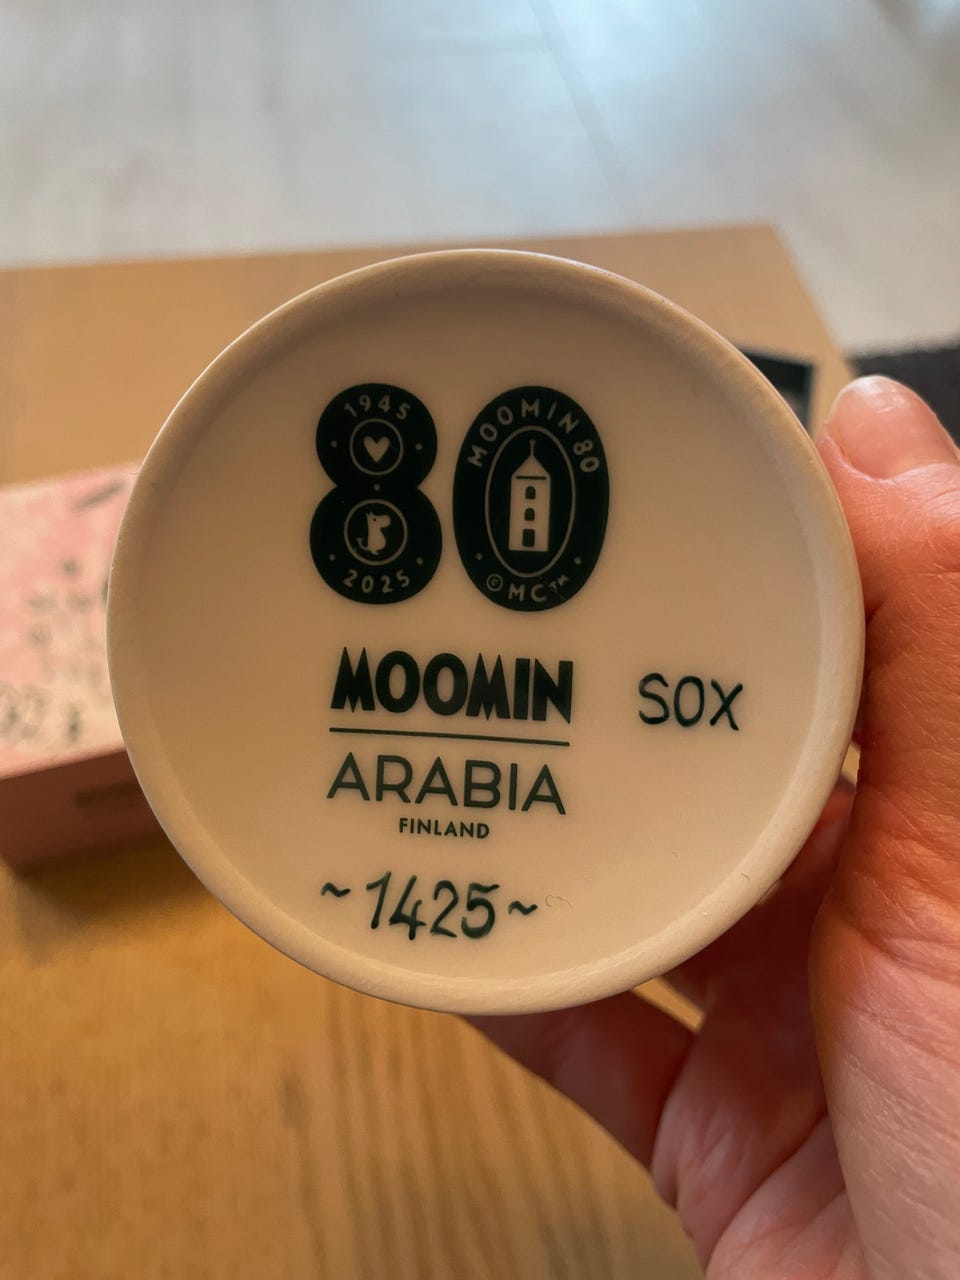 1945
2025
MOOMIN 80
©MC™
MOOMIN
SOX
ARABIA
FINLAND
~1425~